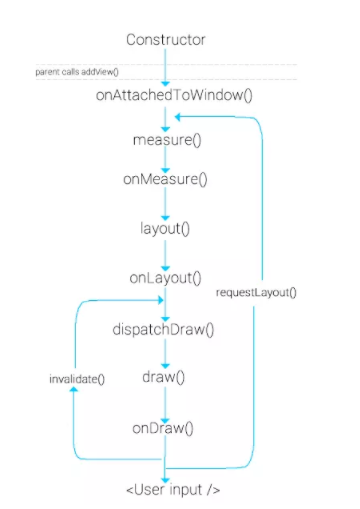 Constructor
parent calls addView()
onAttachedToWindow()
measure()
onMeasure()
layout()
onLayout()
requestLayout()
dispatchDraw()
invalidate()
draw()
onDraw()
<User input />